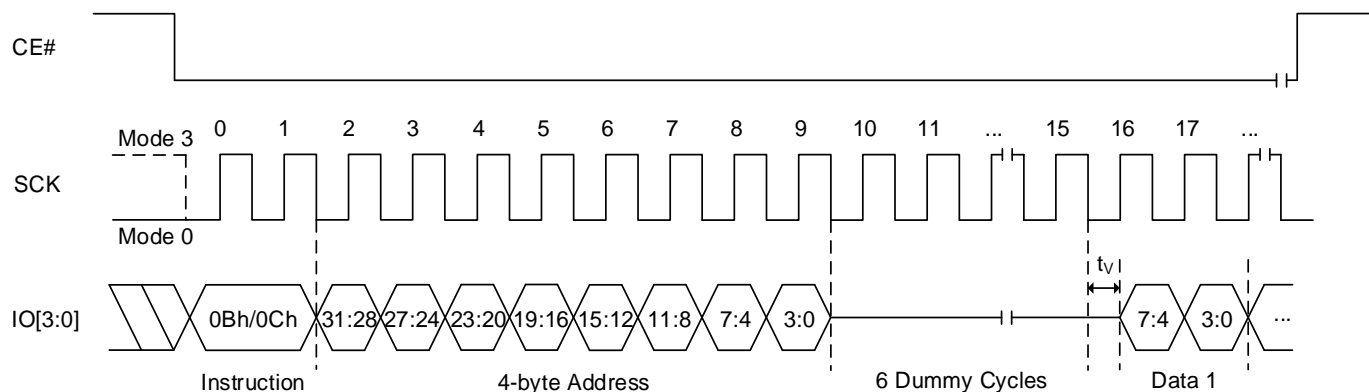 CE#
0 1 2 3 4 5 6 7 8 9 10 11 ... 15 16 17 ...
Mode 3
SCK
Mode 0
tV
IO[3:0] 0Bh/0Ch 31:28 27:24 23:20 19:16 15:12 11:8 7:4 3:0 7:4 3:0 ...
Instruction 4-byte Address 6 Dummy Cycles Data 1